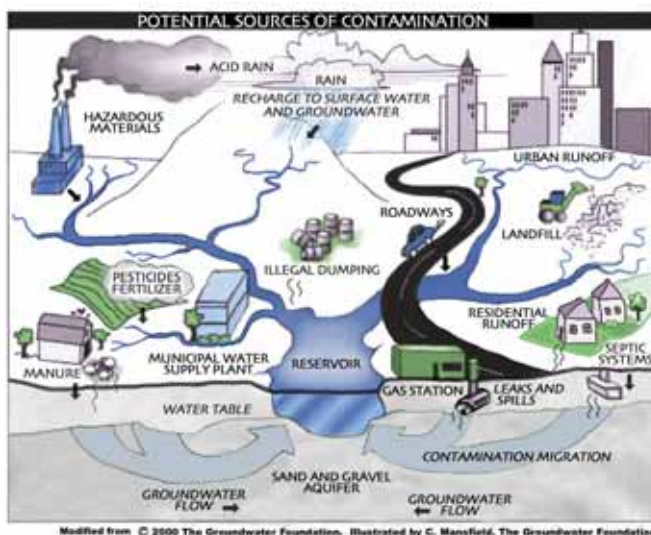 POTENTIAL SOURCES OF CONTAMINATION
ACID RAIN
RAIN
RECHARGE TO SURFACE WATER
AND GROUNDWATER
HAZARDOUS
MATERIALS
URBAN RUNOFF
ROADWAYS
LANDFILL
ILLEGAL DUMPING
PESTICIDES
FERTILIZER
RESIDENTIAL
RUNOFF
MUNICIPAL WATER
SUPPLY PLANT
RESERVOIR
SEPTIC
SYSTEMS
MANURE
GAS STATION
LEAKS AND
SPILLS
WATER TABLE
CONTAMINATION MIGRATION
SAND AND GRAVEL
AQUIFER
GROUNDWATER
FLOW
GROUNDWATER
FLOW
Modified from © 2000 The Groundwater Foundation. Illustrated by C. Mansfield, The Groundwater Foundation